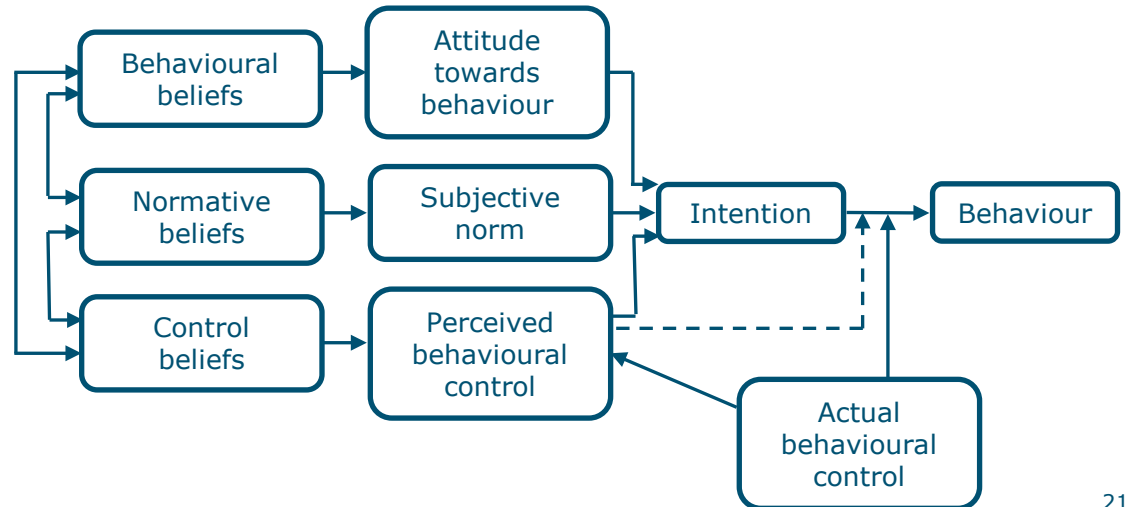 Behavioural
beliefs
Attitude
towards
behaviour
Normative
beliefs
Subjective
norm
Intention
Behaviour
Control
beliefs
Perceived
behavioural
control
Actual
behavioural
control
21